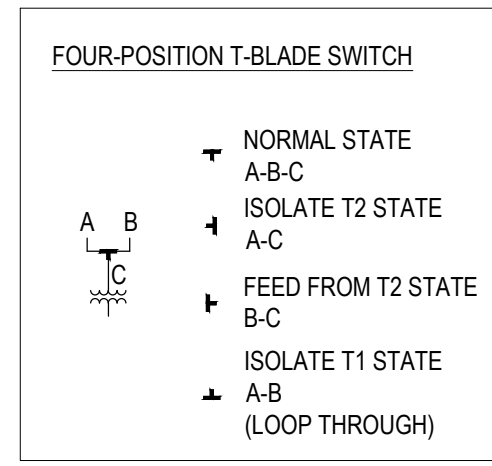 FOUR-POSITION T-BLADE SWITCH
NORMAL STATE
A-B-C
ISOLATE T2 STATE
A-C
A B
C
FEED FROM T2 STATE
B-C
ISOLATE T1 STATE
A-B
(LOOP THROUGH)